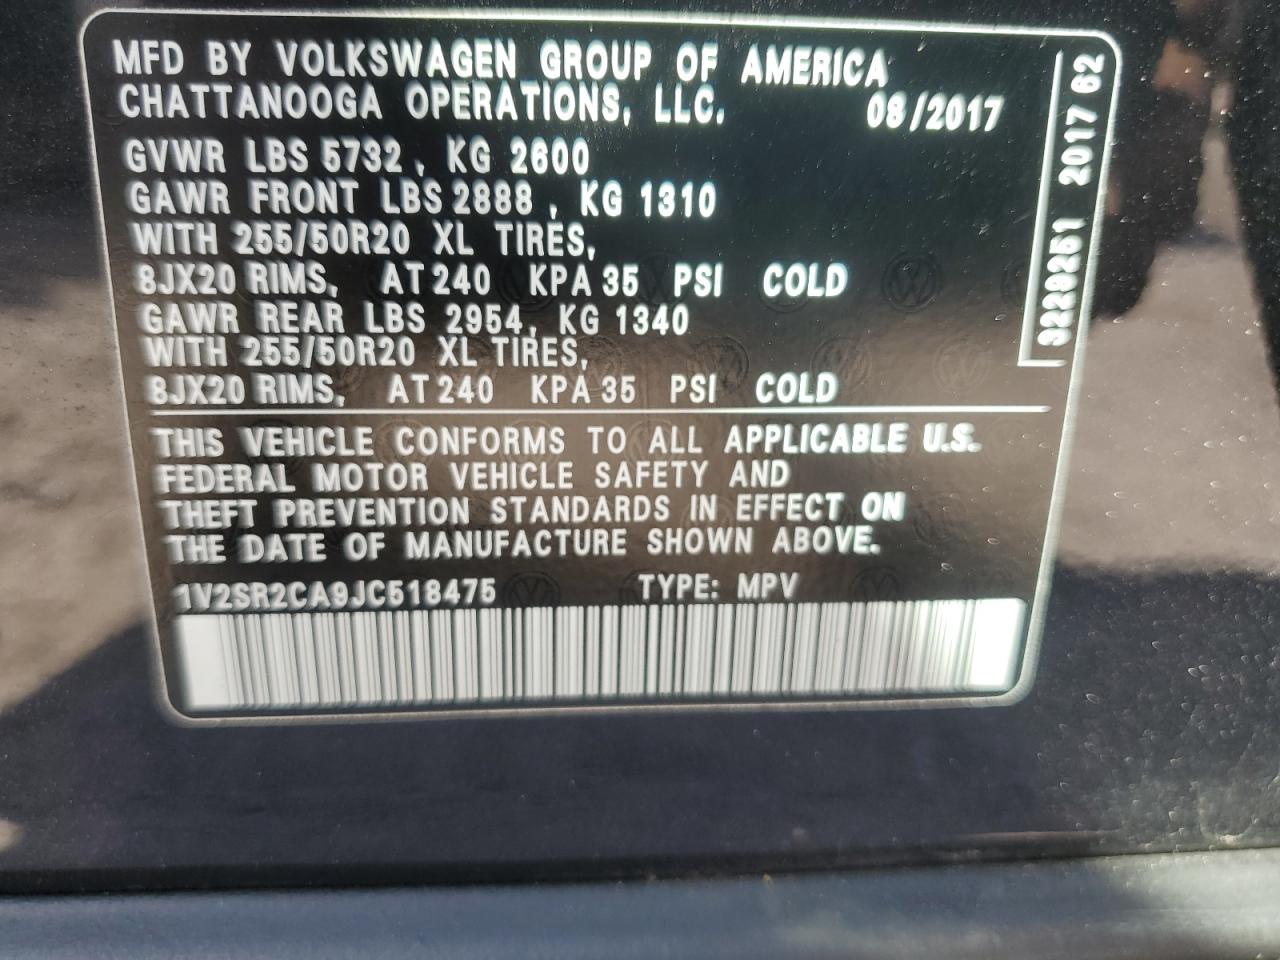 MFD BY VOLKSWAGEN GROUP OF AMERICA
CHATTANOOGA OPERATIONS, LLC. 08/2017
GVWR LBS 5732, KG 2600
GAWR FRONT LBS 2888, KG 1310
WITH 255/50R20 XL TIRES,
8JX20 RIMS, AT 240 KPA 35 PSI COLD
GAWR REAR LBS 2954, KG 1340
WITH 255/50R20 XL TIRES,
8JX20 RIMS, AT 240 KPA 35 PSI COLD
THIS VEHICLE CONFORMS TO ALL APPLICABLE U.S.
FEDERAL MOTOR VEHICLE SAFETY AND
THEFT PREVENTION STANDARDS IN EFFECT ON
THE DATE OF MANUFACTURE SHOWN ABOVE.
1V2SR2CA9JC518475 TYPE: MPV
3229251 2017 62